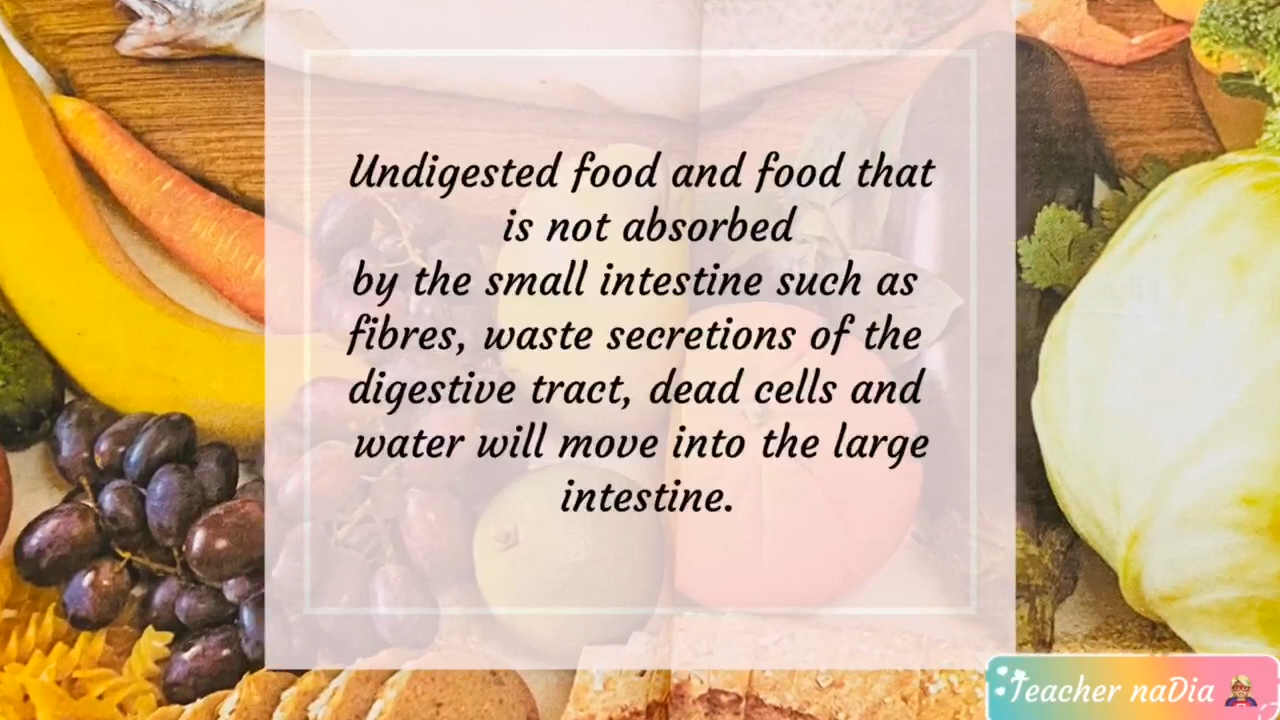 Undigested food and food that
is not absorbed
by the small intestine such as
fibres, waste secretions of the
digestive tract, dead cells and
water will move into the large
intestine.
Teacher naDia